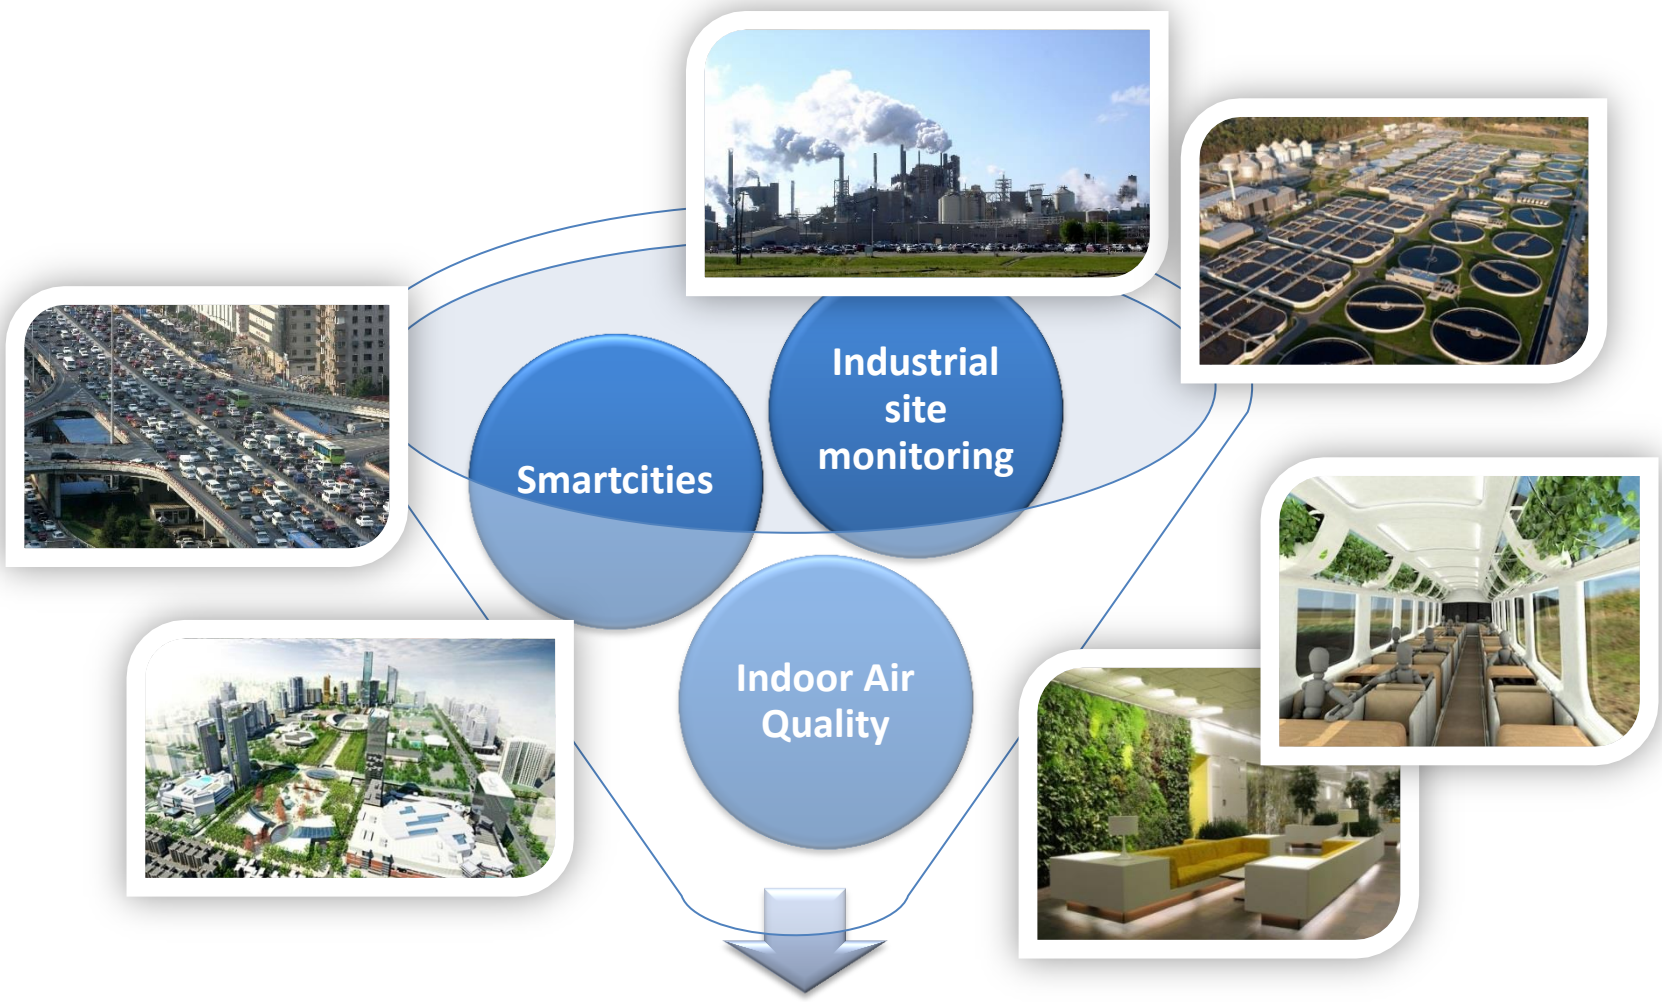 Industrial
site
monitoring
Smartcities
Indoor Air
Quality